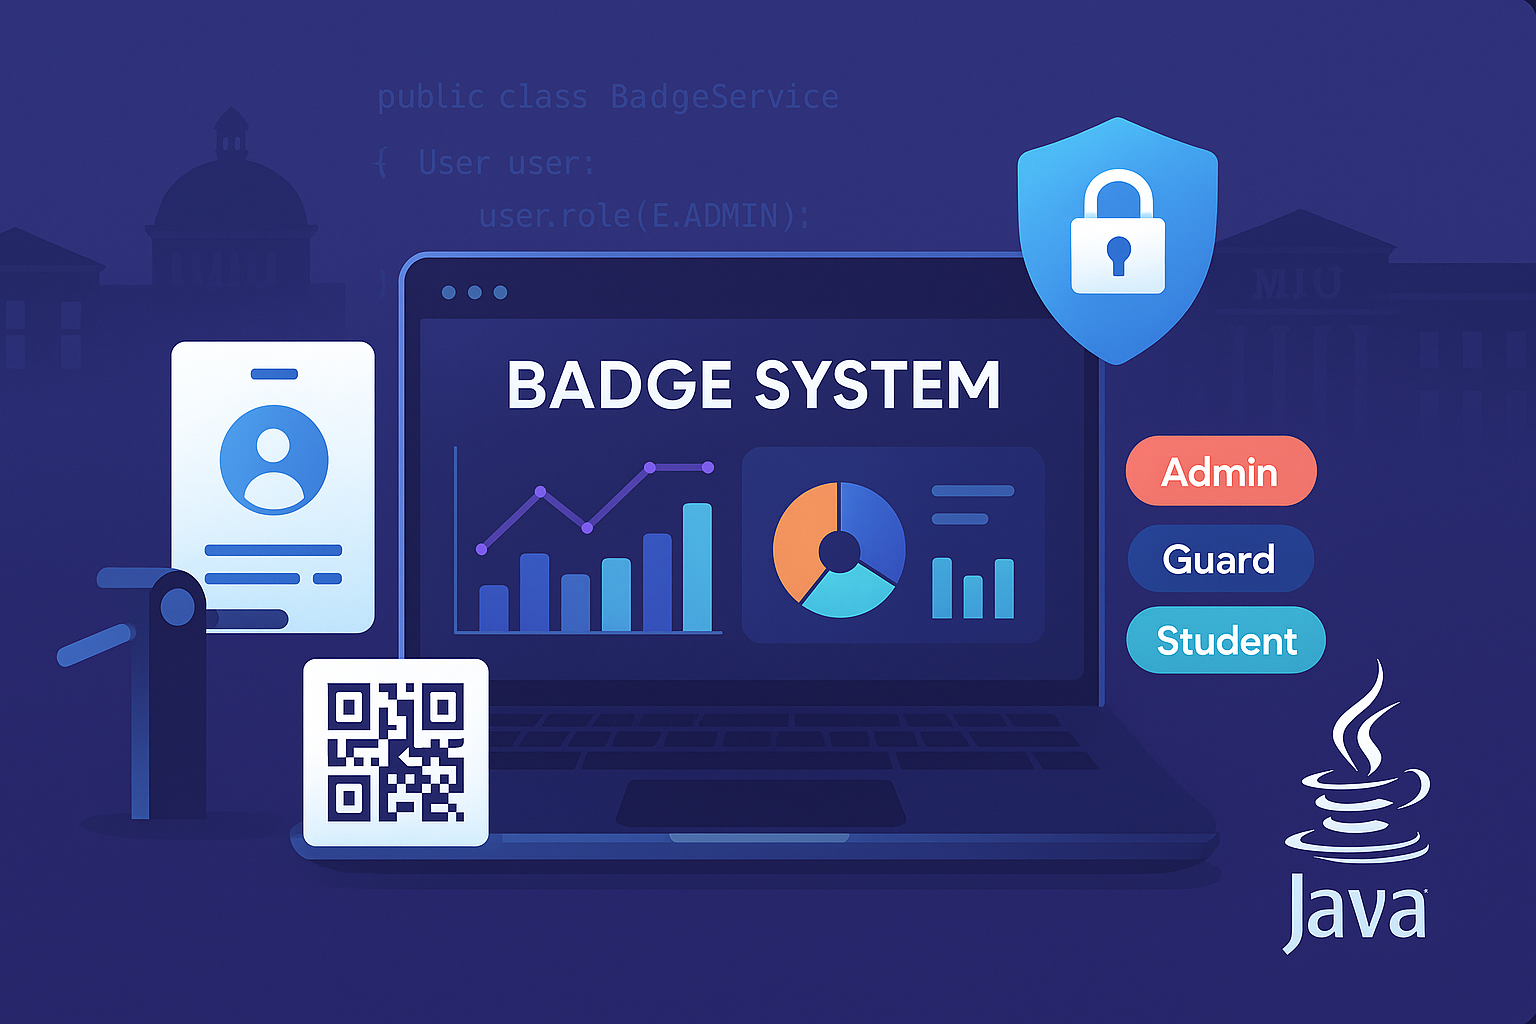 public class BadgeService
{ User user:
user.role(E.ADMIN);
}
MIU
BADGE SYSTEM
Admin
Guard
Student
Java